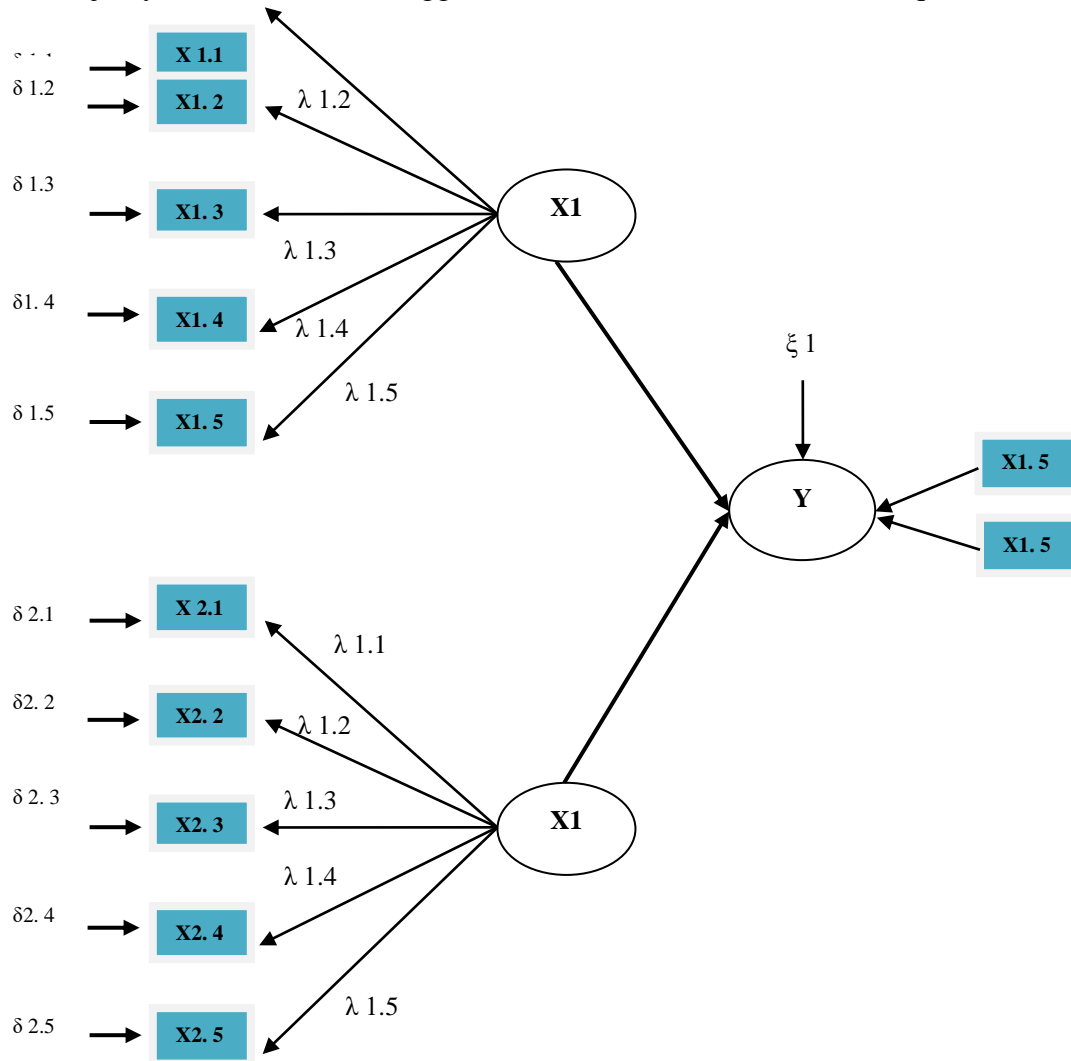 X 1.1
δ 1.2
X1. 2
λ 1.2
δ 1.3
X1. 3
X1
λ 1.3
δ1. 4
X1. 4
λ 1.4
ξ 1
δ 1.5
X1. 5
λ 1.5
X1. 5
Y
X1. 5
δ 2.1
X 2.1
λ 1.1
δ2. 2
X2. 2
λ 1.2
δ 2. 3
X2. 3
λ 1.3
X1
λ 1.4
δ2. 4
X2. 4
λ 1.5
δ 2.5
X2. 5